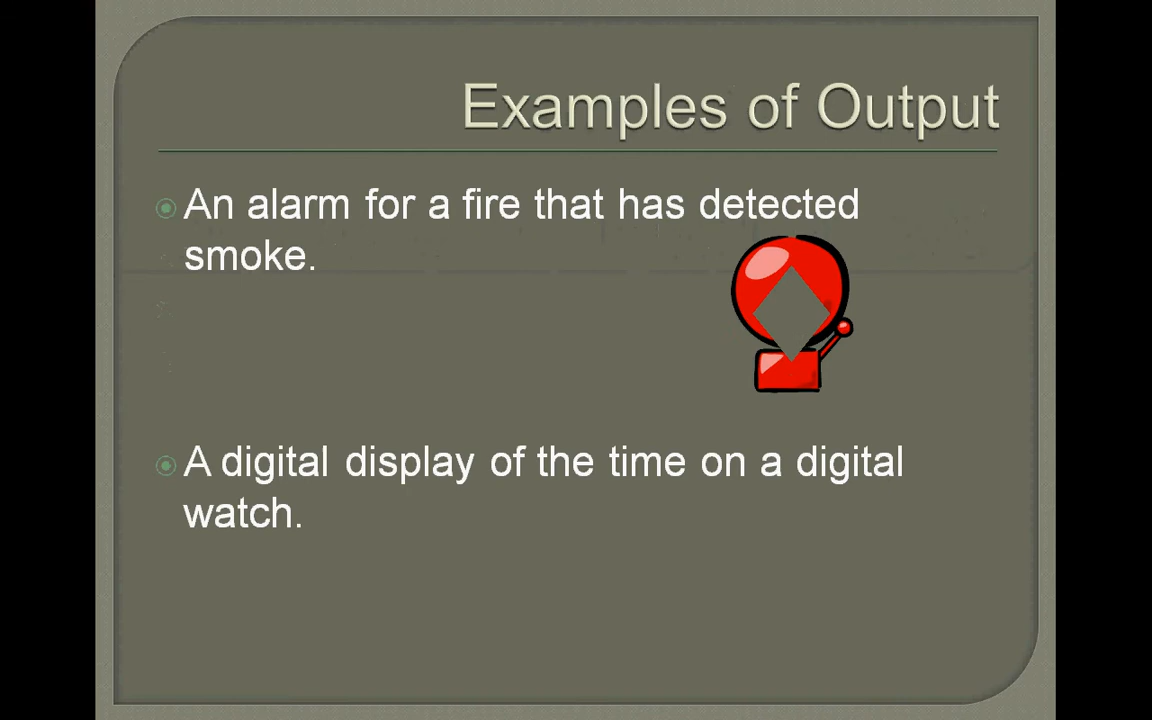 Examples of Output
An alarm for a fire that has detected
smoke.
A digital display of the time on a digital
watch.